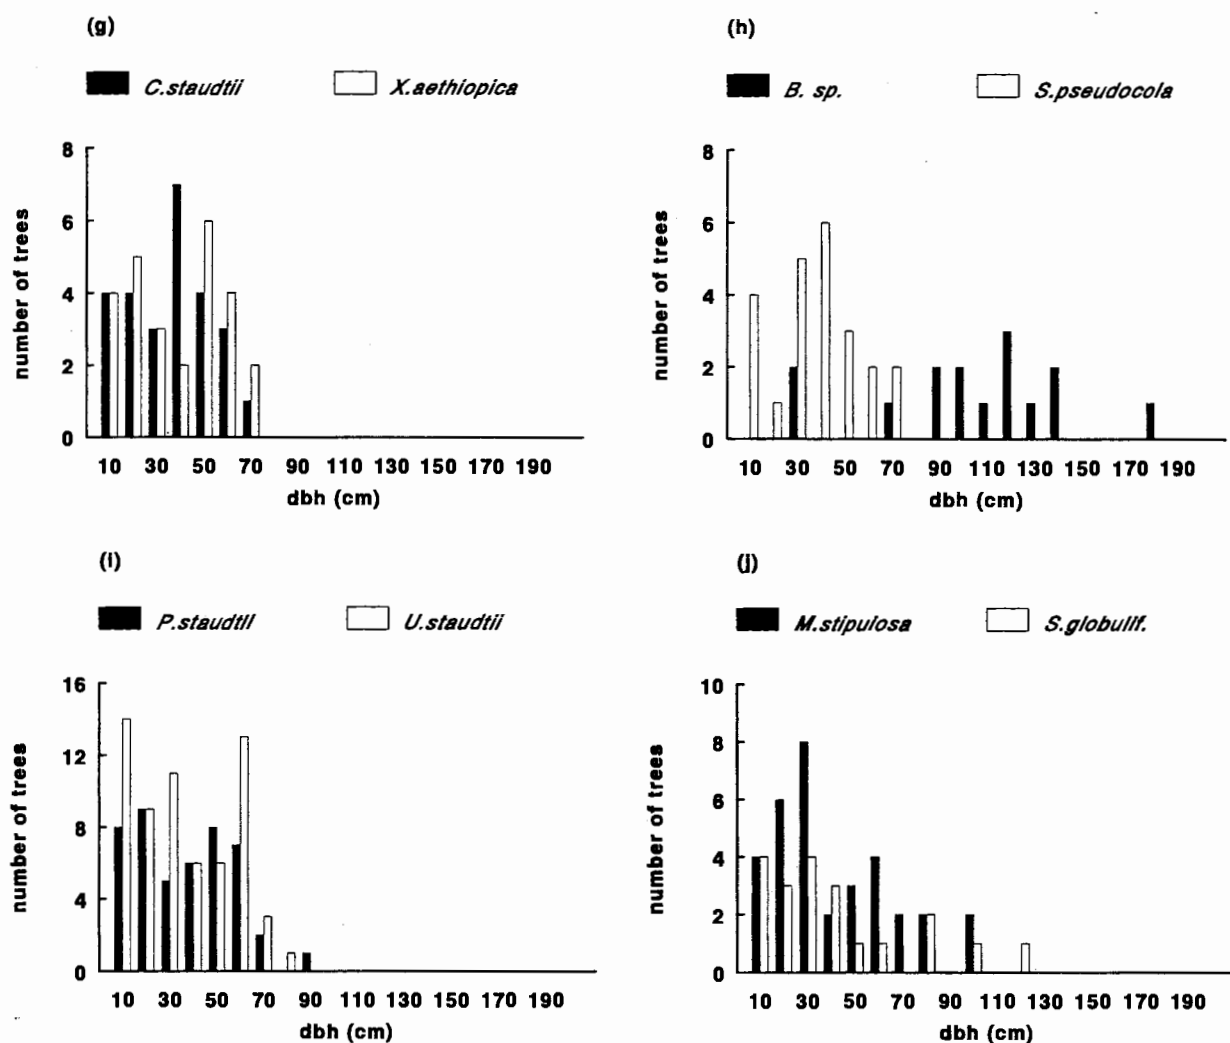 (g)
C.staudtii X.aethiopica
8
6
4
2
0
number of trees
10 30 50 70 90 110 130 150 170 190
dbh (cm)
(h)
B. sp. S.pseudocola
8
6
4
2
0
number of trees
10 30 50 70 90 110 130 150 170 190
dbh (cm)
(i)
P.staudtii U.staudtii
16
12
8
4
0
number of trees
10 30 50 70 90 110 130 150 170 190
dbh (cm)
(j)
M.stipulosa S.globulif.
10
8
6
4
2
0
number of trees
10 30 50 70 90 110 130 150 170 190
dbh (cm)